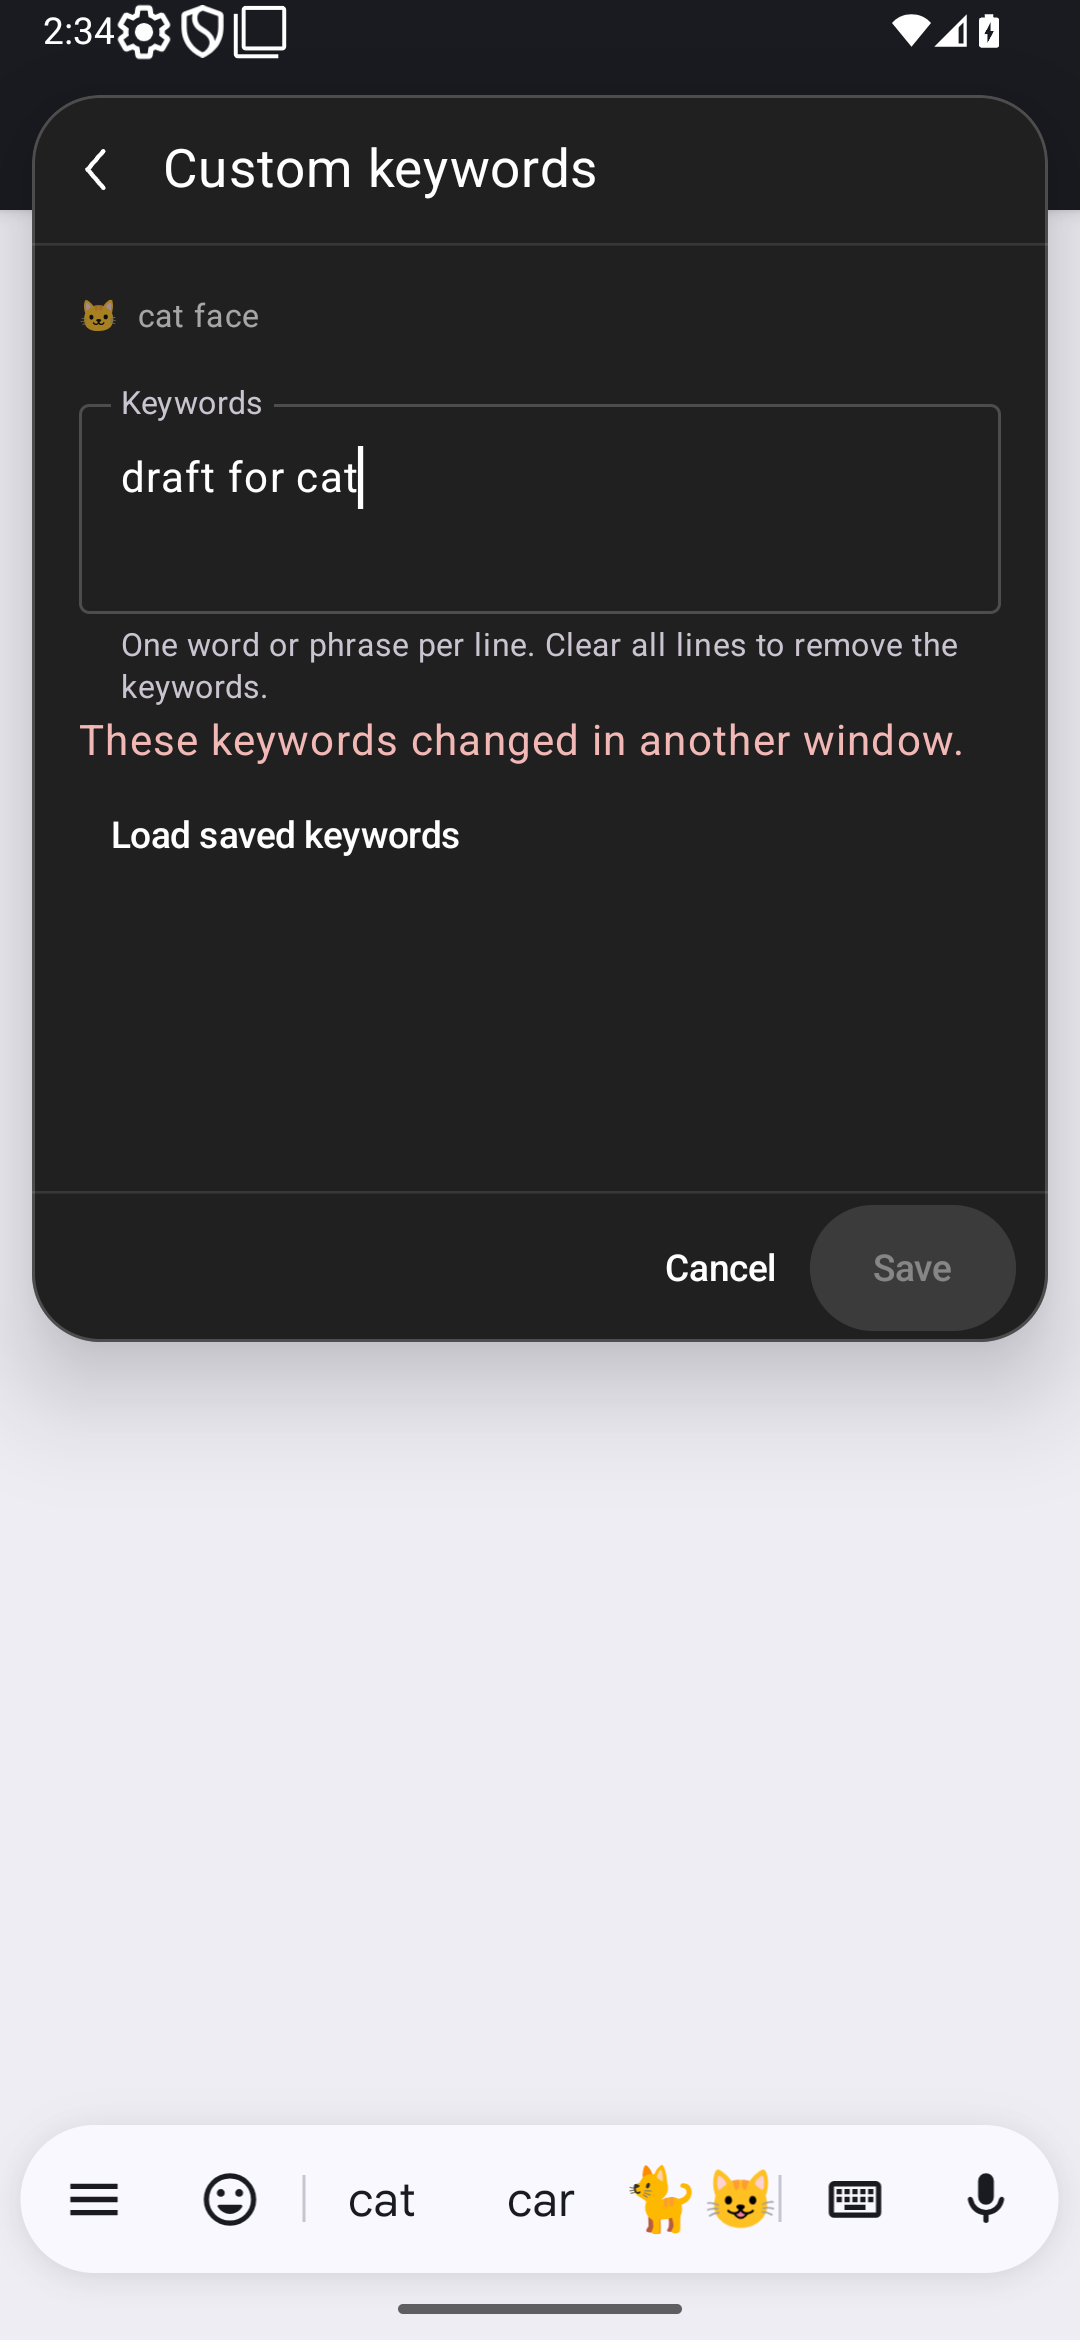 2:34
Custom keywords
🐱 cat face
Keywords
draft for cat
One word or phrase per line. Clear all lines to remove the
keywords.
These keywords changed in another window.
Load saved keywords
Cancel
Save
cat
car
🐈 😺